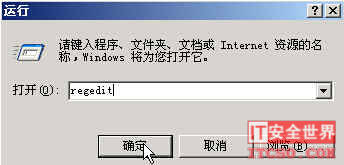 运行
请键入程序、文件夹、文档或 Internet 资源的名
称，Windows 将为您打开它。
打开(O): regedit
确定 取消 浏览(B)...
IT安全世界
ITCSO.COM